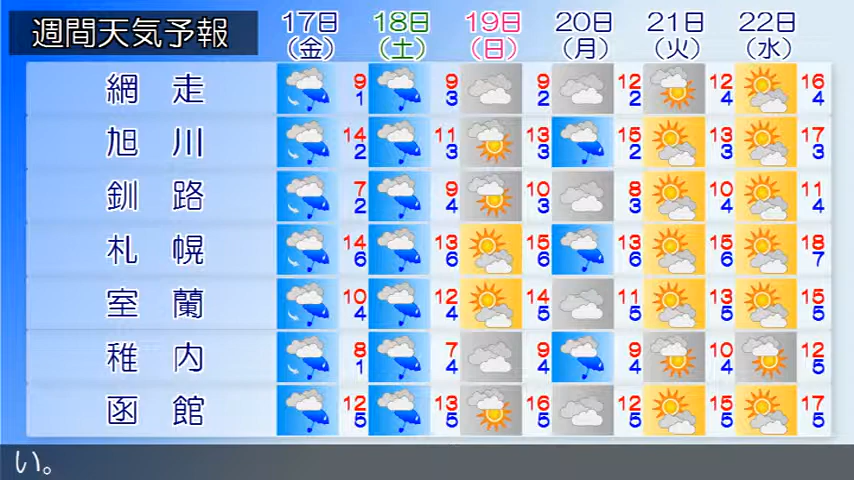 週間天気予報 17日 18日 19日 20日 21日 22日
(金) (土) (日) (月) (火) (水)
網走 9 1 9 3 9 2 12 2 12 4 16 4
旭川 14 2 11 3 13 3 15 2 13 3 17 3
釧路 7 2 9 4 10 3 8 3 10 4 11 4
札幌 14 6 13 6 15 6 13 6 15 6 18 7
室蘭 10 4 12 4 14 5 11 5 13 5 15 5
稚内 8 1 7 4 9 4 9 4 10 4 12 5
函館 12 5 13 5 16 5 12 5 15 5 17 5
い。